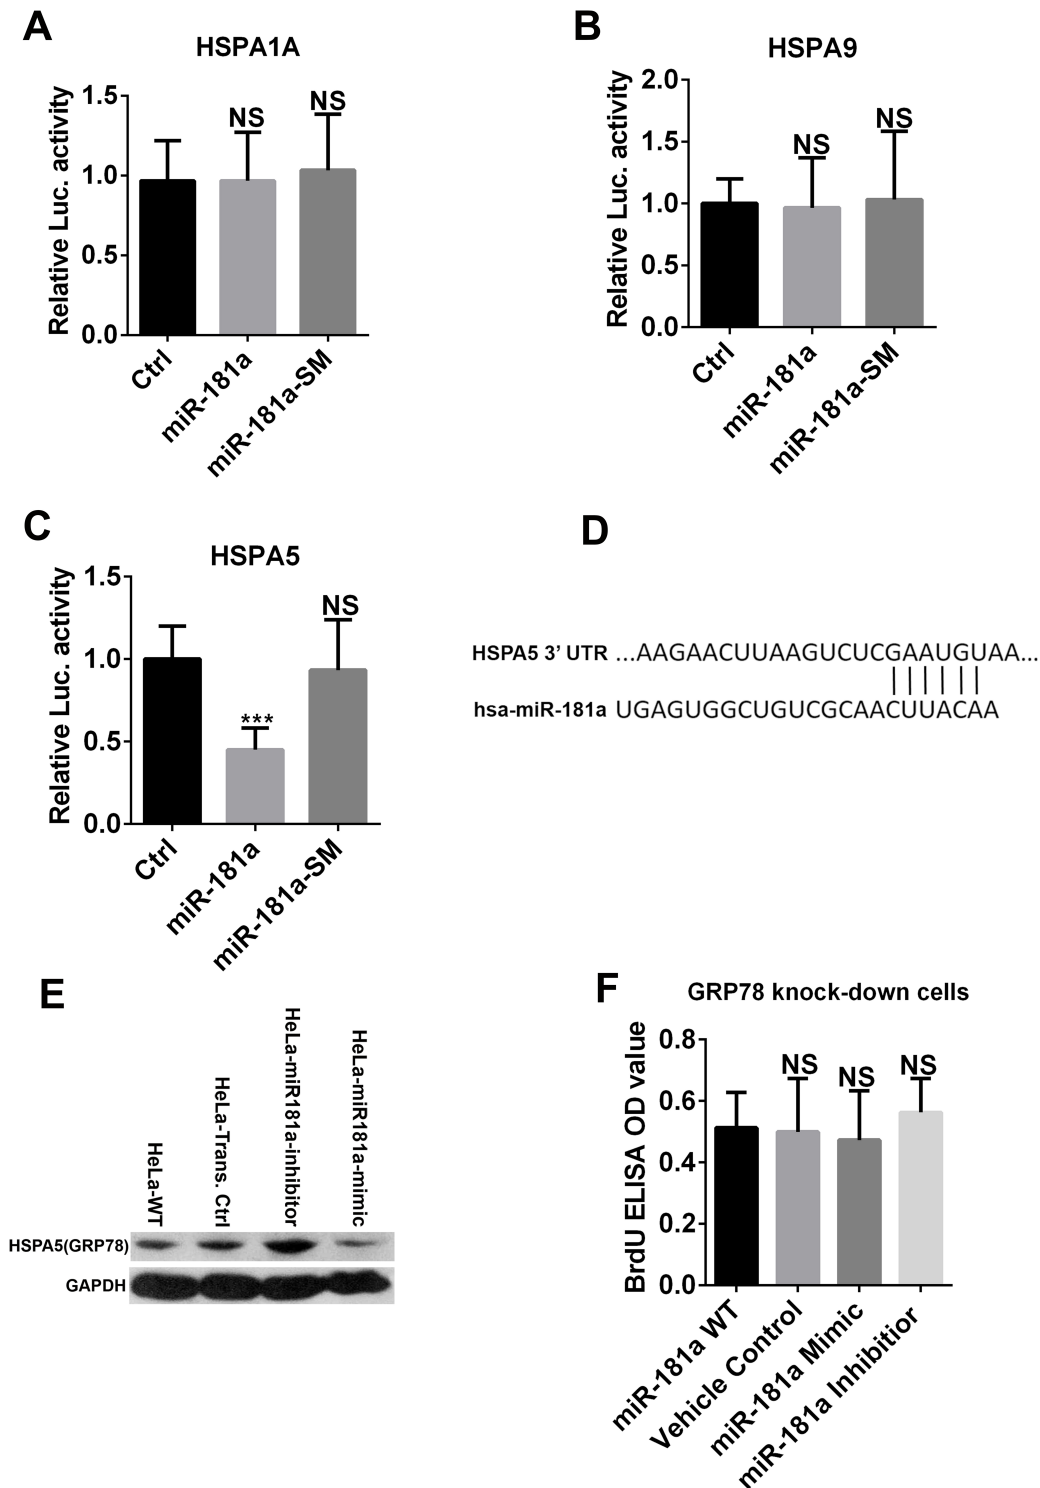 A
HSPA1A
Relative Luc. activity
1.5
1.0
0.5
0.0
NS
NS
Ctrl
miR-181a
miR-181a-SM
B
HSPA9
Relative Luc. activity
2.0
1.5
1.0
0.5
0.0
NS
NS
Ctrl
miR-181a
miR-181a-SM
C
HSPA5
Relative Luc. activity
1.5
1.0
0.5
0.0
***
NS
Ctrl
miR-181a
miR-181a-SM
D
HSPA5 3’ UTR ...AAGAACUUAAGUCUCGAAUGUAA...
hsa-miR-181a UGAGUGGCUGUCGCAACUUACAA
E
HeLa-WT
HeLa-Trans. Ctrl
HeLa-miR181a-inhibitor
HeLa-miR181a-mimic
HSPA5(GRP78)
GAPDH
F
GRP78 knock-down cells
BrdU ELISA OD value
0.8
0.6
0.4
0.2
0.0
NS
NS
NS
miR-181a WT
Vehicle Control
miR-181a Mimic
miR-181a Inhibitior